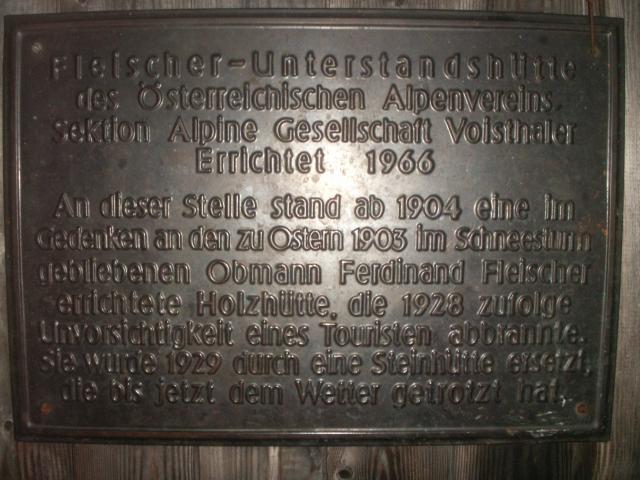 Fleischer-Unterstandshütte
des Österreichischen Alpenvereins,
Sektion Alpine Gesellschaft Voisthaler
Errichtet 1966
An dieser Stelle stand ab 1904 eine im
Gedenken an den zu Ostern 1903 im Schneesturm
gebliebenen Obmann Ferdinand Fleischer
errichtete Holzhütte, die 1928 zufolge
Unvorsichtigkeit eines Touristen abbrannte.
Sie wurde 1929 durch eine Steinhütte ersetzt,
die bis jetzt dem Wetter getrotzt hat.